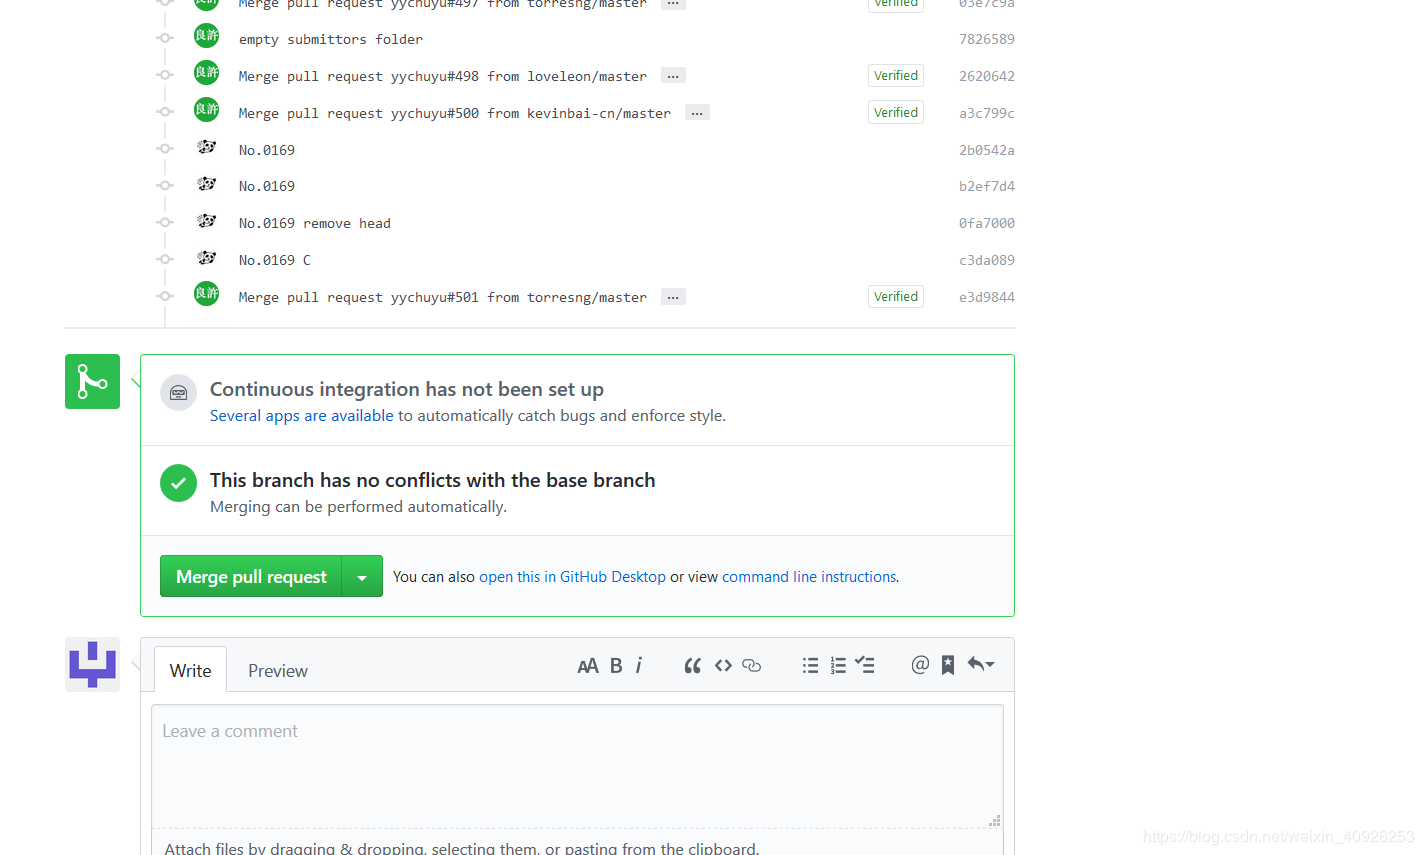 Merge pull request yychuyu#497 from torresng/master … Verified 03e7c9a
良許 empty submittors folder 7826589
良許 Merge pull request yychuyu#498 from loveleon/master … Verified 2620642
良許 Merge pull request yychuyu#500 from kevinbai-cn/master … Verified a3c799c
No.0169 2b0542a
No.0169 b2ef7d4
No.0169 remove head 0fa7000
No.0169 C c3da089
良許 Merge pull request yychuyu#501 from torresng/master … Verified e3d9844
Continuous integration has not been set up
Several apps are available to automatically catch bugs and enforce style.
This branch has no conflicts with the base branch
Merging can be performed automatically.
Merge pull request You can also open this in GitHub Desktop or view command line instructions.
Write Preview AA B i
Leave a comment
Attach files by dragging & dropping, selecting them, or pasting from the clipboard.
https://blog.csdn.net/weixin_40928253